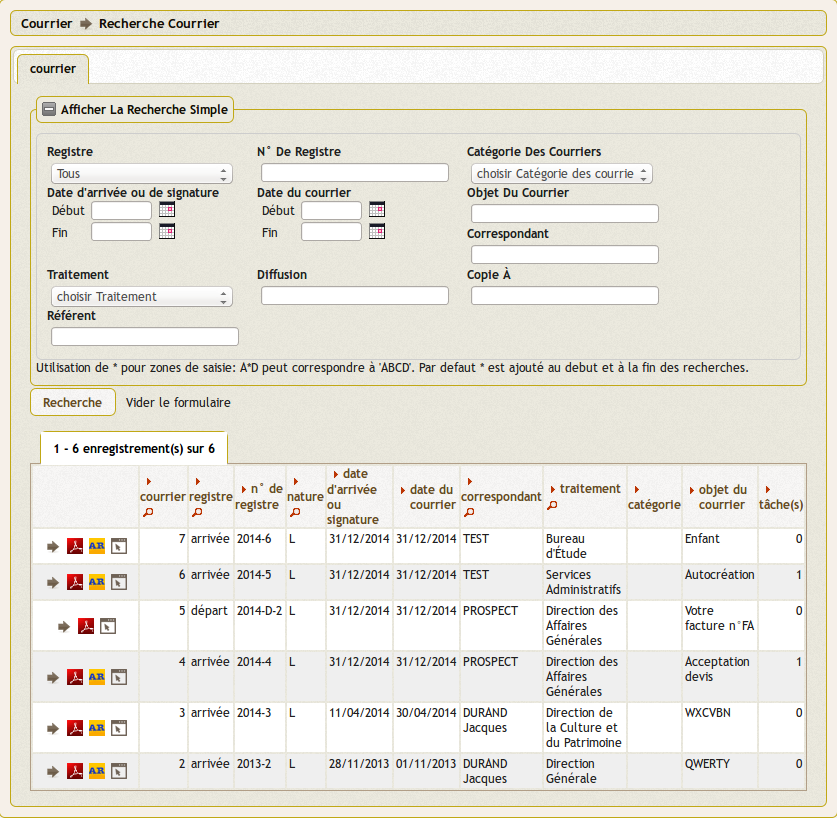 Courrier Recherche Courrier
courrier
Afficher La Recherche Simple
Registre N° De Registre Catégorie Des Courriers
Tous choisir Catégorie des courrie
Date d'arrivée ou de signature Date du courrier Objet Du Courrier
Début Début
Fin Fin Correspondant
Traitement Diffusion Copie À
choisir Traitement
Référent
Utilisation de * pour zones de saisie: A*D peut correspondre à 'ABCD'. Par defaut * est ajouté au debut et à la fin des recherches.
Recherche Vider le formulaire
1 - 6 enregistrement(s) sur 6
courrier registre n° de registre nature date d'arrivée ou signature date du courrier correspondant traitement catégorie objet du courrier tâche(s)
AR 7 arrivée 2014-6 L 31/12/2014 31/12/2014 TEST Bureau d'Étude Enfant 0
AR 6 arrivée 2014-5 L 31/12/2014 31/12/2014 TEST Services Administratifs Autocréation 1
5 départ 2014-D-2 L 31/12/2014 31/12/2014 PROSPECT Direction des Affaires Générales Votre facture n°FA 0
AR 4 arrivée 2014-4 L 31/12/2014 31/12/2014 PROSPECT Direction des Affaires Générales Acceptation devis 1
AR 3 arrivée 2014-3 L 11/04/2014 30/04/2014 DURAND Jacques Direction de la Culture et du Patrimoine WXCVBN 0
AR 2 arrivée 2013-2 L 28/11/2013 01/11/2013 DURAND Jacques Direction Générale QWERTY 0